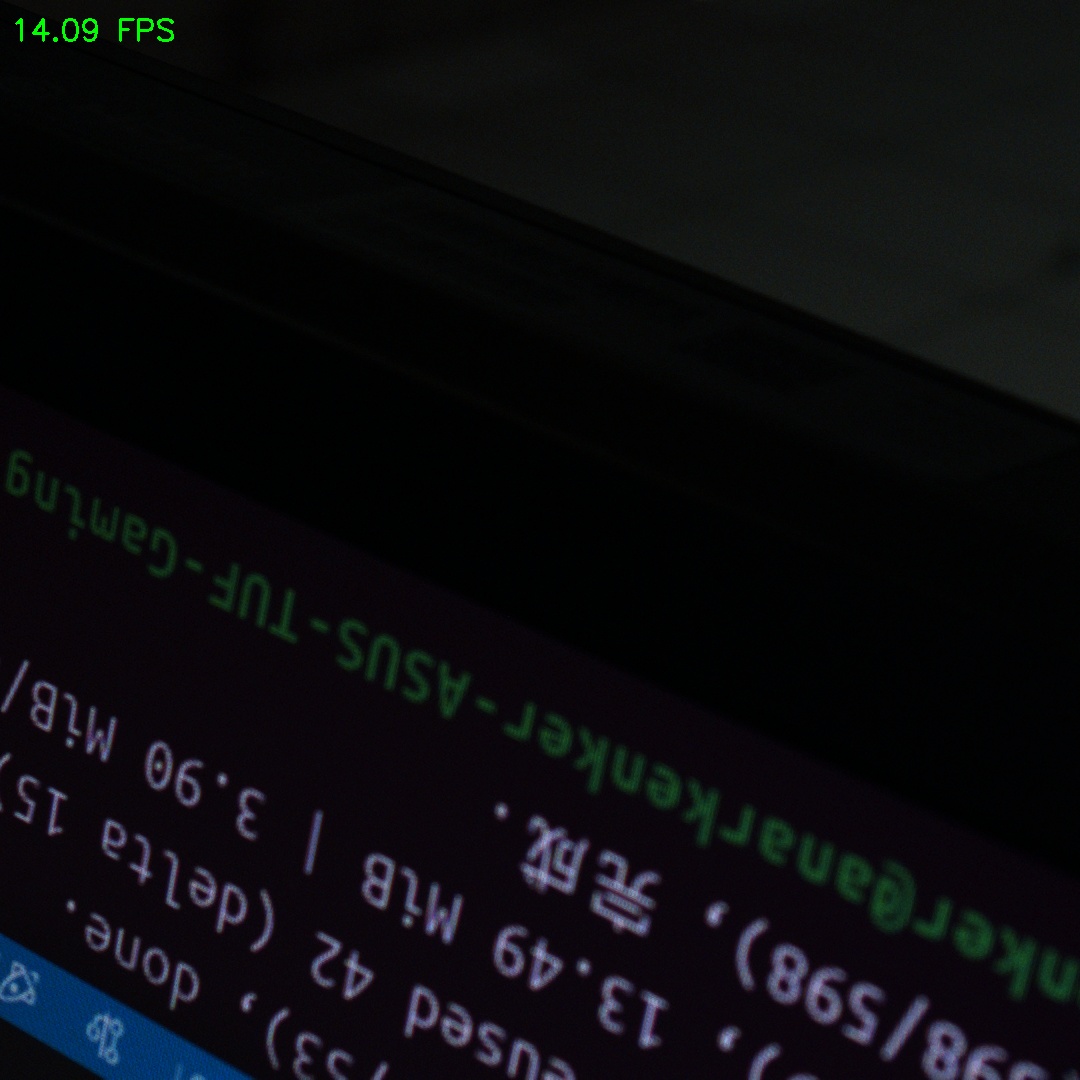 14.09 FPS
/53), done.
eused 42 (delta 15)
), 13.49 MiB | 3.90 MiB/
598/598), 完成.
nker@anarkenker-ASUS-TUF-Gaming